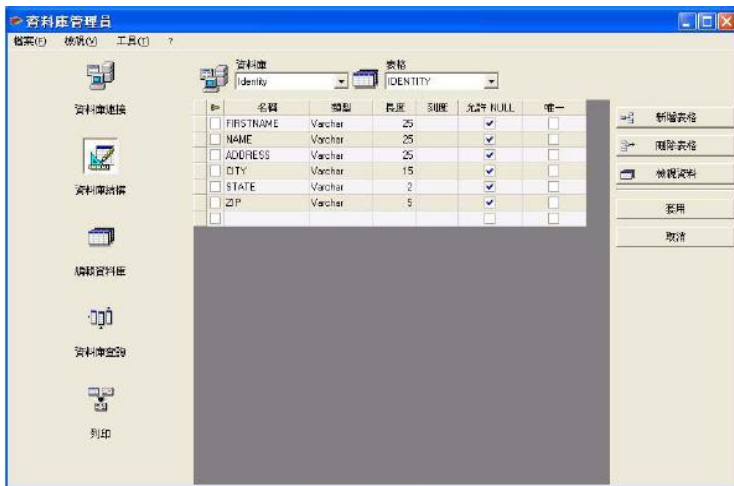 資料庫管理員
檔案(F) 檢視(V) 工具(T) ?
資料庫 表格
Identity IDENTITY
資料庫連接
資料庫結構
編輯資料庫
資料庫查詢
列印
名稱 類型 長度 刻度 允許 NULL 唯一
FIRSTNAME Varchar 25
NAME Varchar 25
ADDRESS Varchar 25
CITY Varchar 15
STATE Varchar 2
ZIP Varchar 5
新增表格
刪除表格
檢視資料
套用
取消